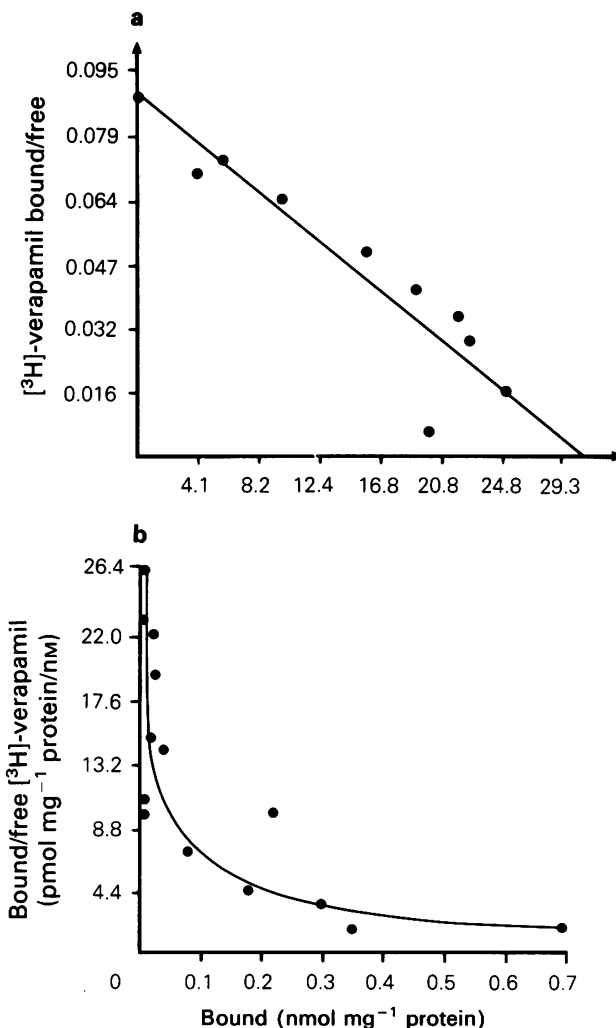 a
[³H]-verapamil bound/free
0.095
0.079
0.064
0.047
0.032
0.016
4.1 8.2 12.4 16.8 20.8 24.8 29.3
b
Bound/free [³H]-verapamil
(pmol mg⁻¹ protein/nM)
26.4
22.0
17.6
13.2
8.8
4.4
0 0.1 0.2 0.3 0.4 0.5 0.6 0.7
Bound (nmol mg⁻¹ protein)